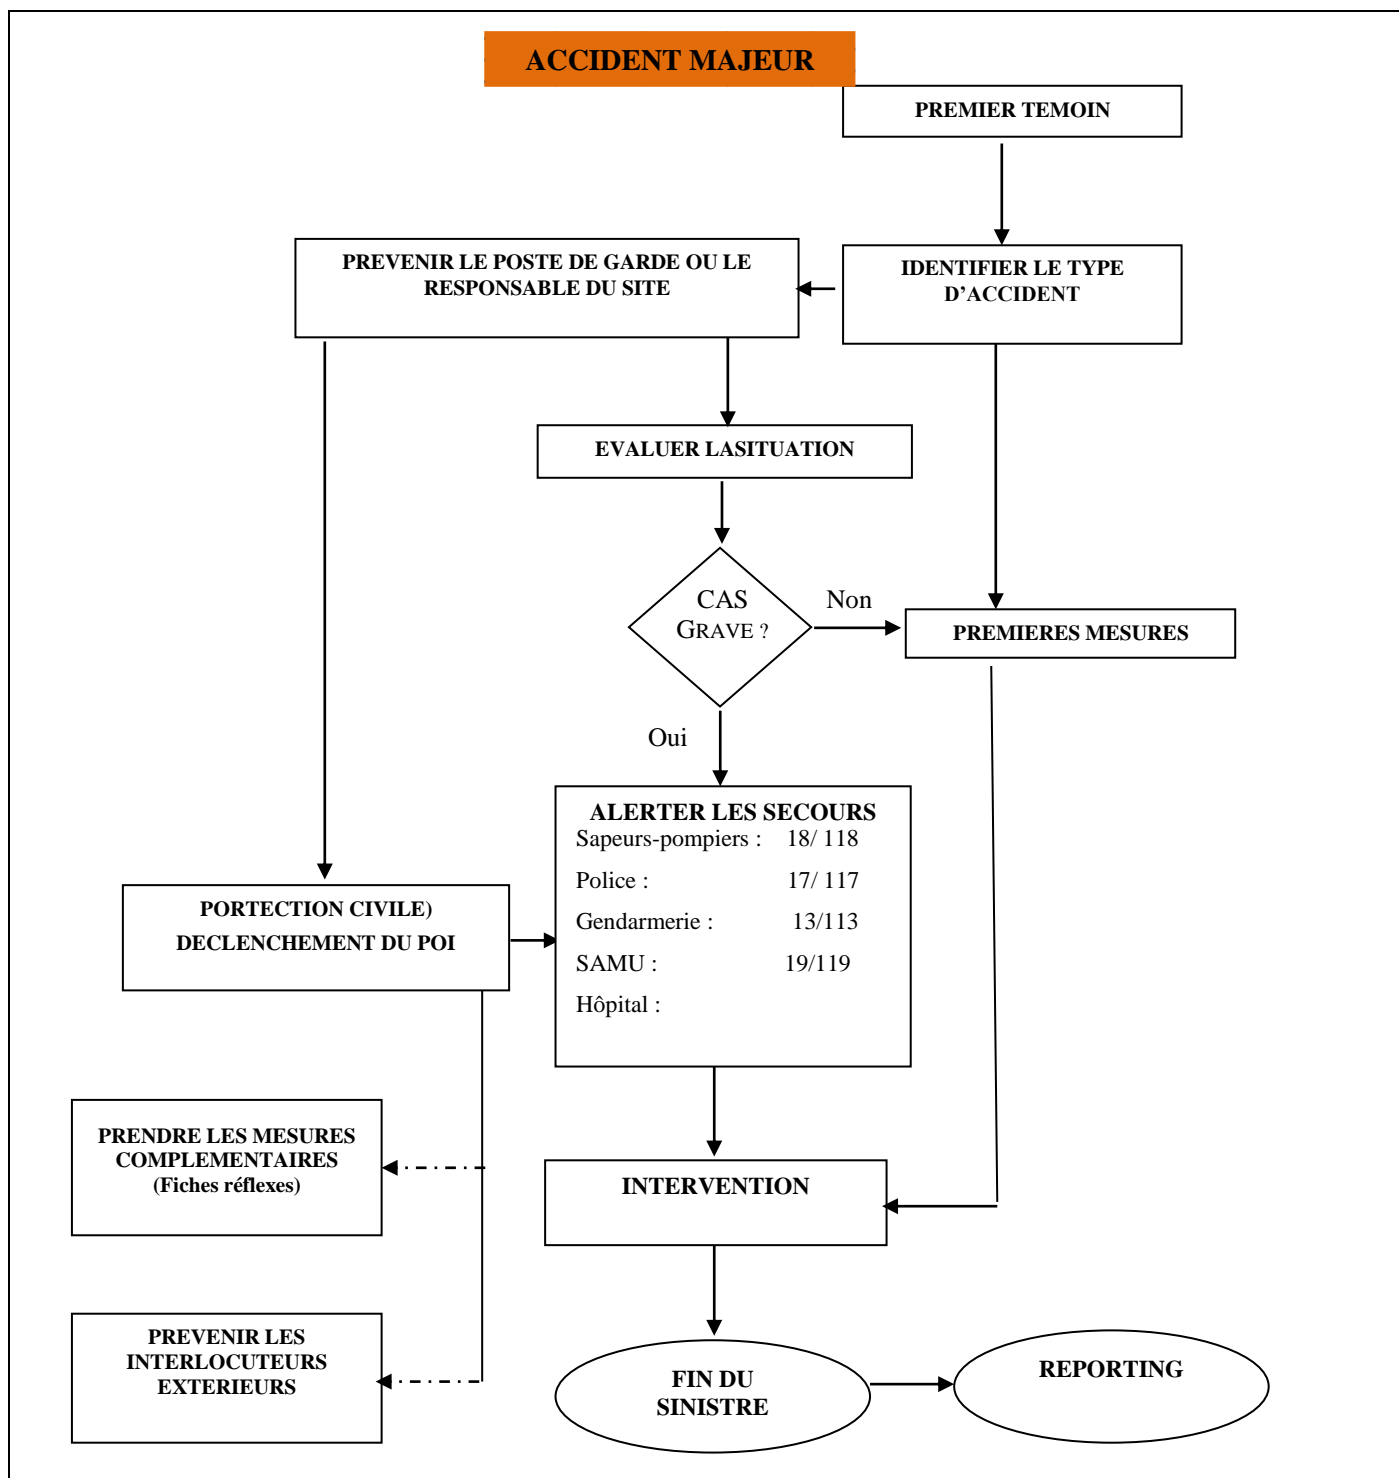 ACCIDENT MAJEUR
PREMIER TEMOIN
PREVENIR LE POSTE DE GARDE OU LE
RESPONSABLE DU SITE
IDENTIFIER LE TYPE
D’ACCIDENT
EVALUER LASITUATION
CAS
GRAVE ?
Non
PREMIERES MESURES
Oui
ALERTER LES SECOURS
Sapeurs-pompiers : 18/ 118
Police : 17/ 117
Gendarmerie : 13/113
SAMU : 19/119
Hôpital :
PORTECTION CIVILE)
DECLENCHEMENT DU POI
PRENDRE LES MESURES
COMPLEMENTAIRES
(Fiches réflexes)
INTERVENTION
PREVENIR LES
INTERLOCUTEURS
EXTERIEURS
FIN DU
SINISTRE
REPORTING